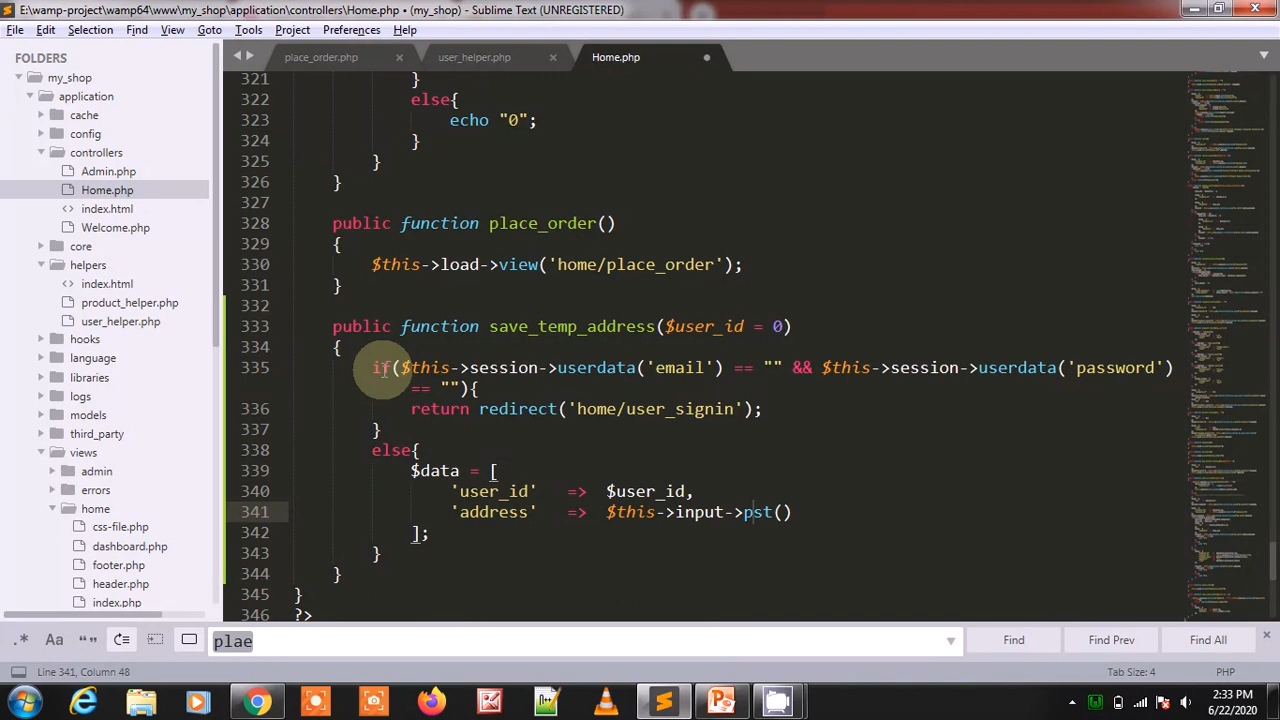 E:\wamp-project\wamp64\www\my_shop\application\controllers\Home.php • (my_shop) - Sublime Text (UNREGISTERED)
File Edit Selection Find View Goto Tools Project Preferences Help
FOLDERS
my_shop
application
cache
config
controllers
Admin.php
Home.php
index.html
Welcome.php
core
helpers
index.html
product_helper.php
user_helper.php
hooks
language
libraries
logs
models
third_party
views
admin
errors
home
css-file.php
dashboard.php
footer.php
header.php
index.php
place_order.php user_helper.php Home.php
321 }
322 else{
323 echo "0";
324 }
325 }
326
327
328 public function place_order()
329 {
330 $this->load->view('home/place_order');
331 }
332
333 public function save_temp_address($user_id = 0)
334 {
335 if($this->session->userdata('email') == "" && $this->session->userdata('password')
== ""){
336 return redirect('home/user_signin');
337 }
338 else{
339 $data = [
340 'user_id' => $user_id,
341 'address' => $this->input->pst()
342 ];
343 }
344 }
345 }
346 ?>
.* Aa “” plae Find Find Prev Find All
Line 341, Column 48 Tab Size: 4 PHP
2:33 PM
6/22/2020